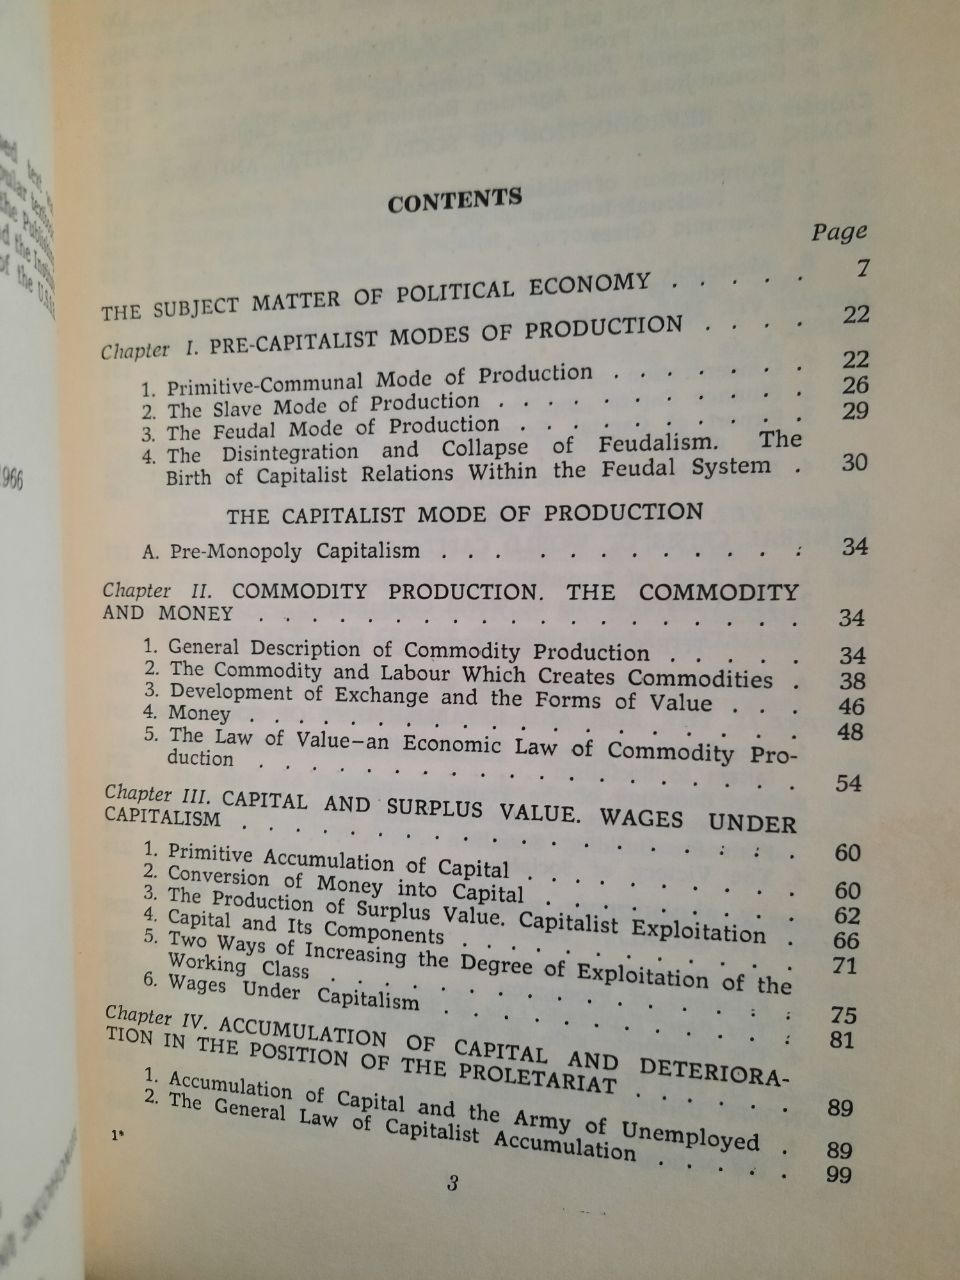 CONTENTS
Page
THE SUBJECT MATTER OF POLITICAL ECONOMY . . . . . 7
Chapter I. PRE-CAPITALIST MODES OF PRODUCTION . . . . 22
1. Primitive-Communal Mode of Production . . . . . . . 22
2. The Slave Mode of Production . . . . . . . . . . . 26
3. The Feudal Mode of Production . . . . . . . . . . . 29
4. The Disintegration and Collapse of Feudalism. The
Birth of Capitalist Relations Within the Feudal System . 30
THE CAPITALIST MODE OF PRODUCTION
A. Pre-Monopoly Capitalism . . . . . . . . . . . . . . 34
Chapter II. COMMODITY PRODUCTION. THE COMMODITY
AND MONEY . . . . . . . . . . . . . . . . . . . . . 34
1. General Description of Commodity Production . . . . . 34
2. The Commodity and Labour Which Creates Commodities . 38
3. Development of Exchange and the Forms of Value . . . 46
4. Money . . . . . . . . . . . . . . . . . . . . . 48
5. The Law of Value–an Economic Law of Commodity Pro-
duction . . . . . . . . . . . . . . . . . . . . 54
Chapter III. CAPITAL AND SURPLUS VALUE. WAGES UNDER
CAPITALISM . . . . . . . . . . . . . . . . . . . . . 60
1. Primitive Accumulation of Capital . . . . . . . . . . . 60
2. Conversion of Money into Capital . . . . . . . . . . 62
3. The Production of Surplus Value. Capitalist Exploitation . 66
4. Capital and Its Components . . . . . . . . . . . . . 71
5. Two Ways of Increasing the Degree of Exploitation of the
Working Class . . . . . . . . . . . . . . . . . . 75
6. Wages Under Capitalism . . . . . . . . . . . . . . 81
Chapter IV. ACCUMULATION OF CAPITAL AND DETERIORA-
TION IN THE POSITION OF THE PROLETARIAT . . . . . . 89
1. Accumulation of Capital and the Army of Unemployed . 89
2. The General Law of Capitalist Accumulation . . . . . 99
1*
3
text
of the
1966